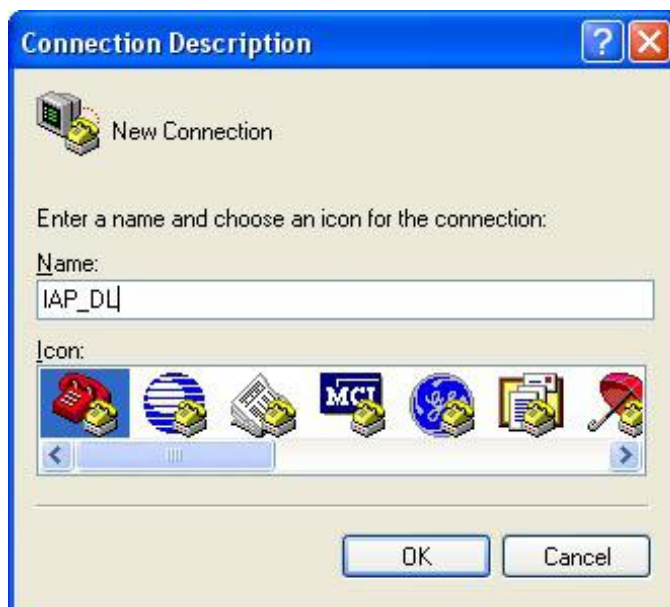 Connection Description
New Connection
Enter a name and choose an icon for the connection:
Name:
IAP_DL
Icon:
MCI
OK
Cancel